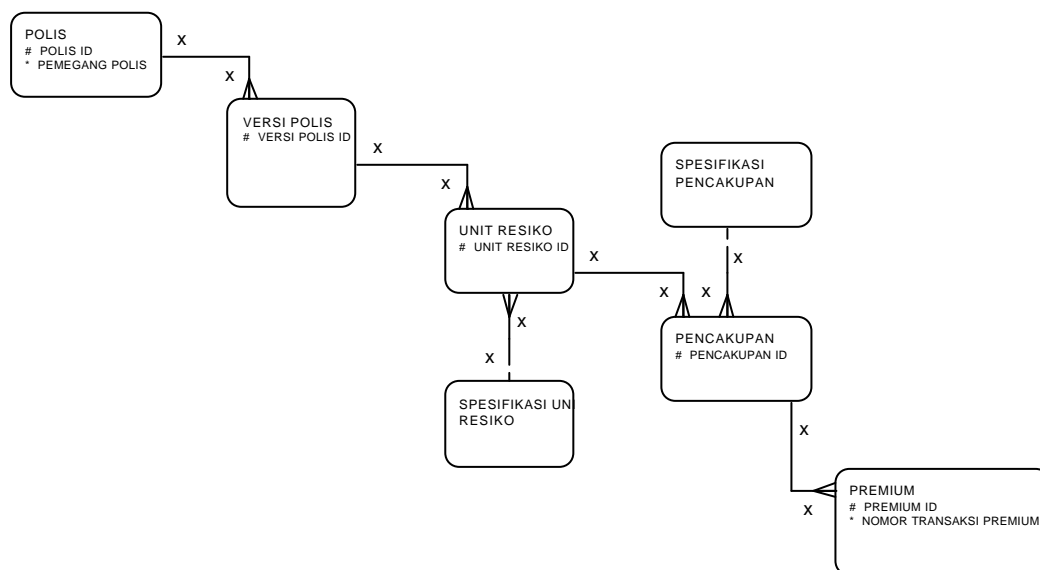 POLIS
# POLIS ID
* PEMEGANG POLIS
X
X
VERSI POLIS
# VERSI POLIS ID
X
X
SPESIFIKASI
PENCAKUPAN
UNIT RESIKO
# UNIT RESIKO ID
X
X
X
X
PENCAKUPAN
# PENCAKUPAN ID
X
X
SPESIFIKASI UNI
RESIKO
X
X
PREMIUM
# PREMIUM ID
* NOMOR TRANSAKSI PREMIUM